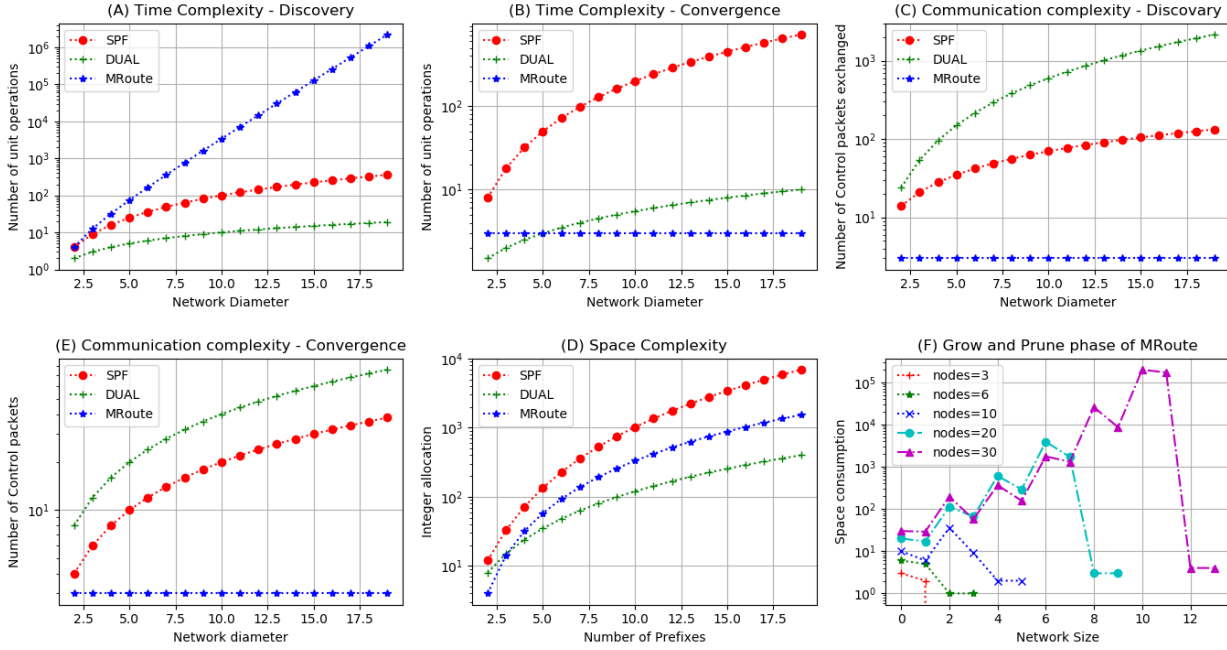 (A) Time Complexity - Discovery
Number of unit operations
10^6
10^5
10^4
10^3
10^2
10^1
10^0
SPF
DUAL
MRoute
2.5 5.0 7.5 10.0 12.5 15.0 17.5
Network Diameter
(B) Time Complexity - Convergence
Number of unit operations
10^2
10^1
SPF
DUAL
MRoute
2.5 5.0 7.5 10.0 12.5 15.0 17.5
Network Diameter
(C) Communication complexity - Discovary
Number of Control packets exchanged
10^3
10^2
10^1
SPF
DUAL
MRoute
2.5 5.0 7.5 10.0 12.5 15.0 17.5
Network Diameter
(E) Communication complexity - Convergence
Number of Control packets
10^1
SPF
DUAL
MRoute
2.5 5.0 7.5 10.0 12.5 15.0 17.5
Network diameter
(D) Space Complexity
Integer allocation
10^4
10^3
10^2
10^1
SPF
DUAL
MRoute
2.5 5.0 7.5 10.0 12.5 15.0 17.5
Number of Prefixes
(F) Grow and Prune phase of MRoute
Space consumption
10^5
10^4
10^3
10^2
10^1
10^0
nodes=3
nodes=6
nodes=10
nodes=20
nodes=30
0 2 4 6 8 10 12
Network Size